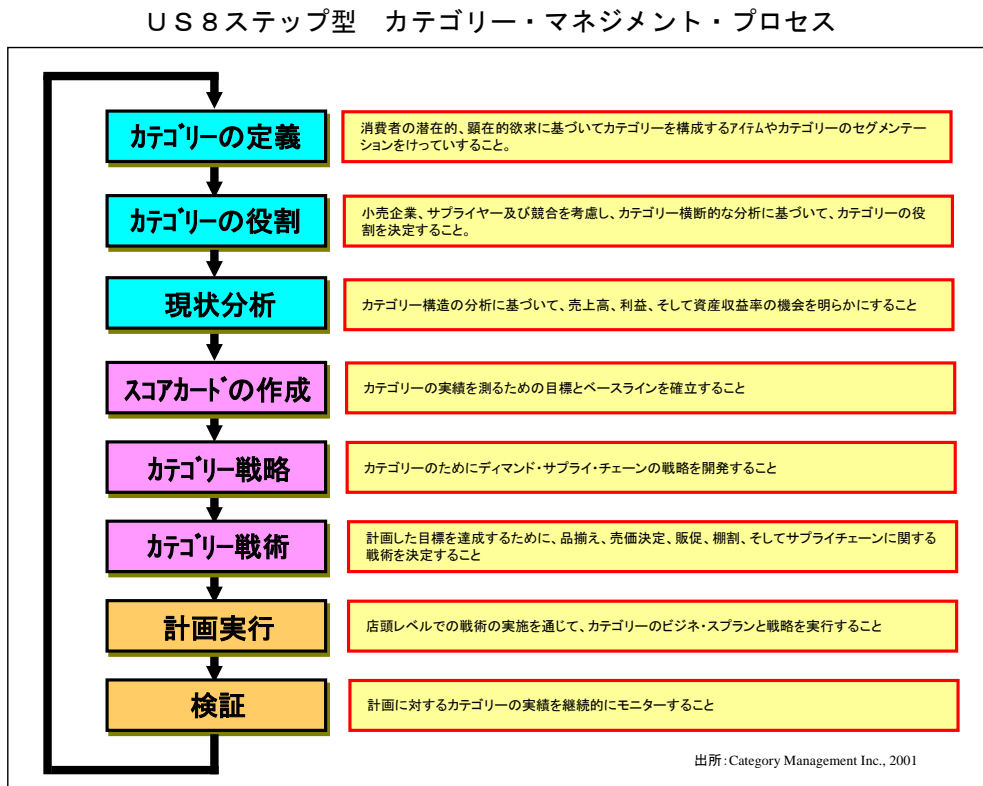 US8ステップ型　カテゴリー・マネジメント・プロセス
カテゴリーの定義
消費者の潜在的、顕在的欲求に基づいてカテゴリーを構成するアイテムやカテゴリーのセグメンテー
ションをけっていすること。
カテゴリーの役割
小売企業、サプライヤー及び競合を考慮し、カテゴリー横断的な分析に基づいて、カテゴリーの役
割を決定すること。
現状分析
カテゴリー構造の分析に基づいて、売上高、利益、そして資産収益率の機会を明らかにすること
スコアカードの作成
カテゴリーの実績を測るための目標とベースラインを確立すること
カテゴリー戦略
カテゴリーのためにディマンド・サプライ・チェーンの戦略を開発すること
カテゴリー戦術
計画した目標を達成するために、品揃え、売価決定、販促、棚割、そしてサプライチェーンに関する
戦術を決定すること
計画実行
店頭レベルでの戦術の実施を通じて、カテゴリーのビジネ・スプランと戦略を実行すること
検証
計画に対するカテゴリーの実績を継続的にモニターすること
出所:Category Management Inc., 2001